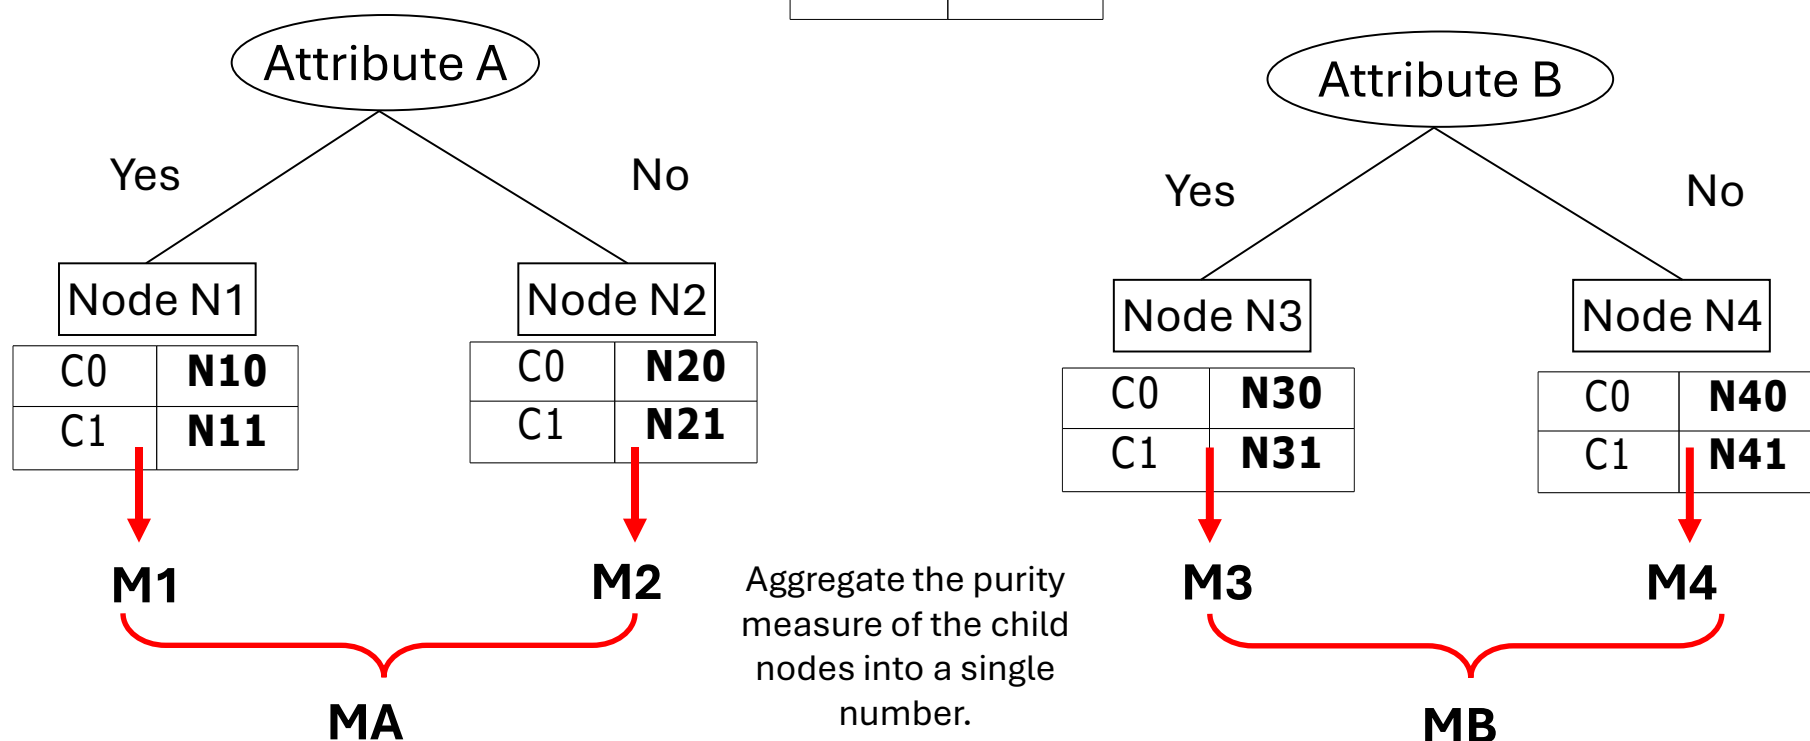 Attribute A
Yes
No
Node N1
Node N2
C0 N10
C1 N11
C0 N20
C1 N21
M1
M2
MA
Aggregate the purity
measure of the child
nodes into a single
number.
Attribute B
Yes
No
Node N3
Node N4
C0 N30
C1 N31
C0 N40
C1 N41
M3
M4
MB